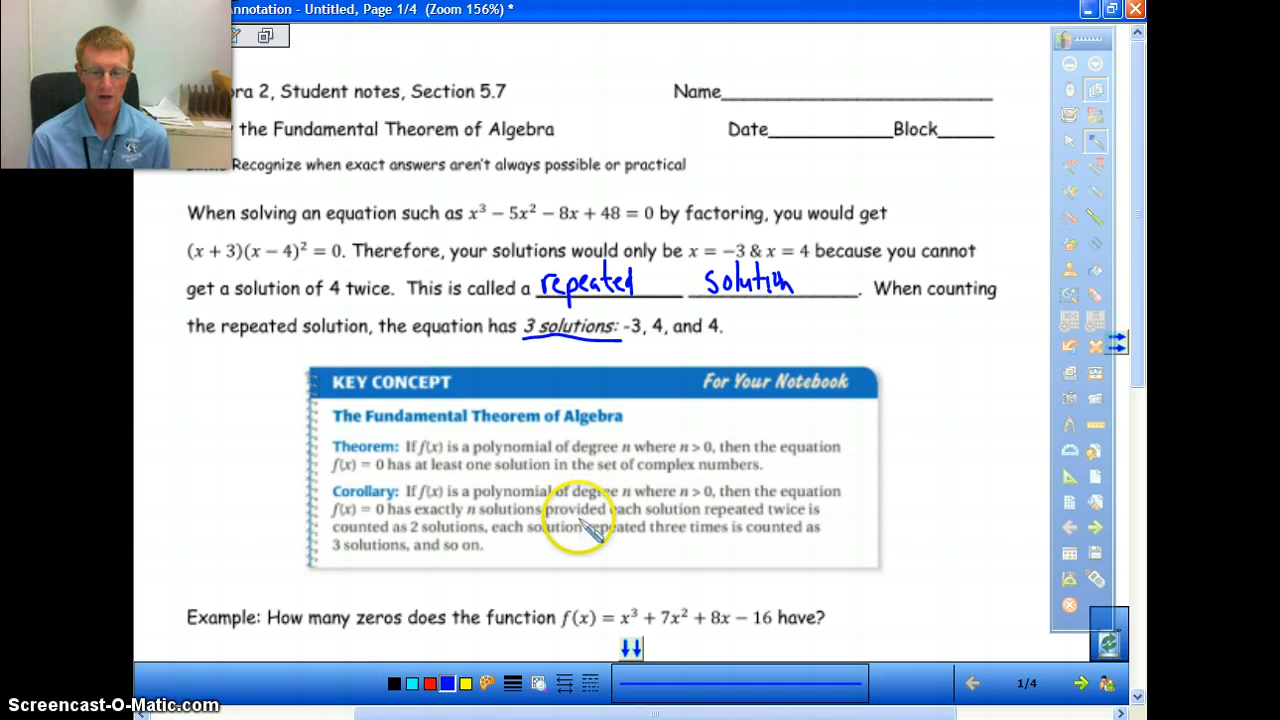 Annotation - Untitled, Page 1/4 (Zoom 156%) *
bra 2, Student notes, Section 5.7 Name
the Fundamental Theorem of Algebra Date Block
Recognize when exact answers aren't always possible or practical
When solving an equation such as x³ − 5x² − 8x + 48 = 0 by factoring, you would get
(x + 3)(x − 4)² = 0. Therefore, your solutions would only be x = −3 & x = 4 because you cannot
get a solution of 4 twice. This is called a repeated solution. When counting
the repeated solution, the equation has 3 solutions: -3, 4, and 4.
KEY CONCEPT For Your Notebook
The Fundamental Theorem of Algebra
Theorem: If f(x) is a polynomial of degree n where n > 0, then the equation
f(x) = 0 has at least one solution in the set of complex numbers.
Corollary: If f(x) is a polynomial of degree n where n > 0, then the equation
f(x) = 0 has exactly n solutions provided each solution repeated twice is
counted as 2 solutions, each solution repeated three times is counted as
3 solutions, and so on.
Example: How many zeros does the function f(x) = x³ + 7x² + 8x − 16 have?
1/4
Screencast-O-Matic.com